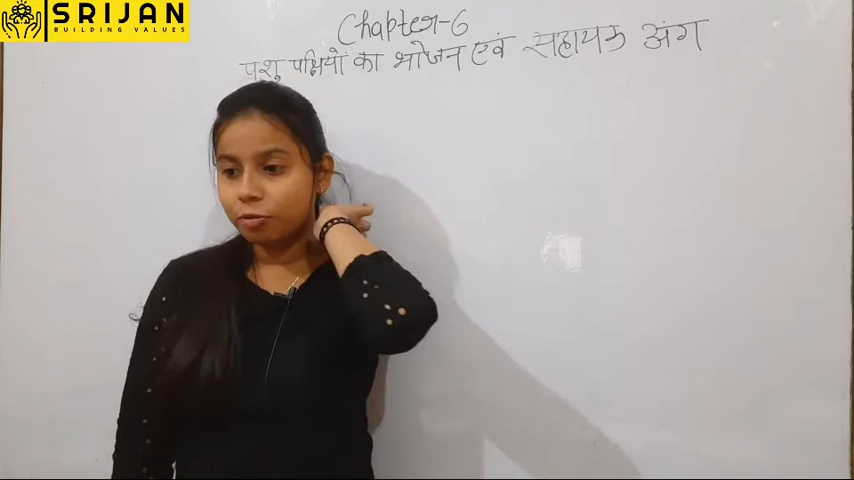 SRIJAN
BUILDING VALUES
Chapter-6
पशु पक्षियों का भोजन एवं सहायक अंग